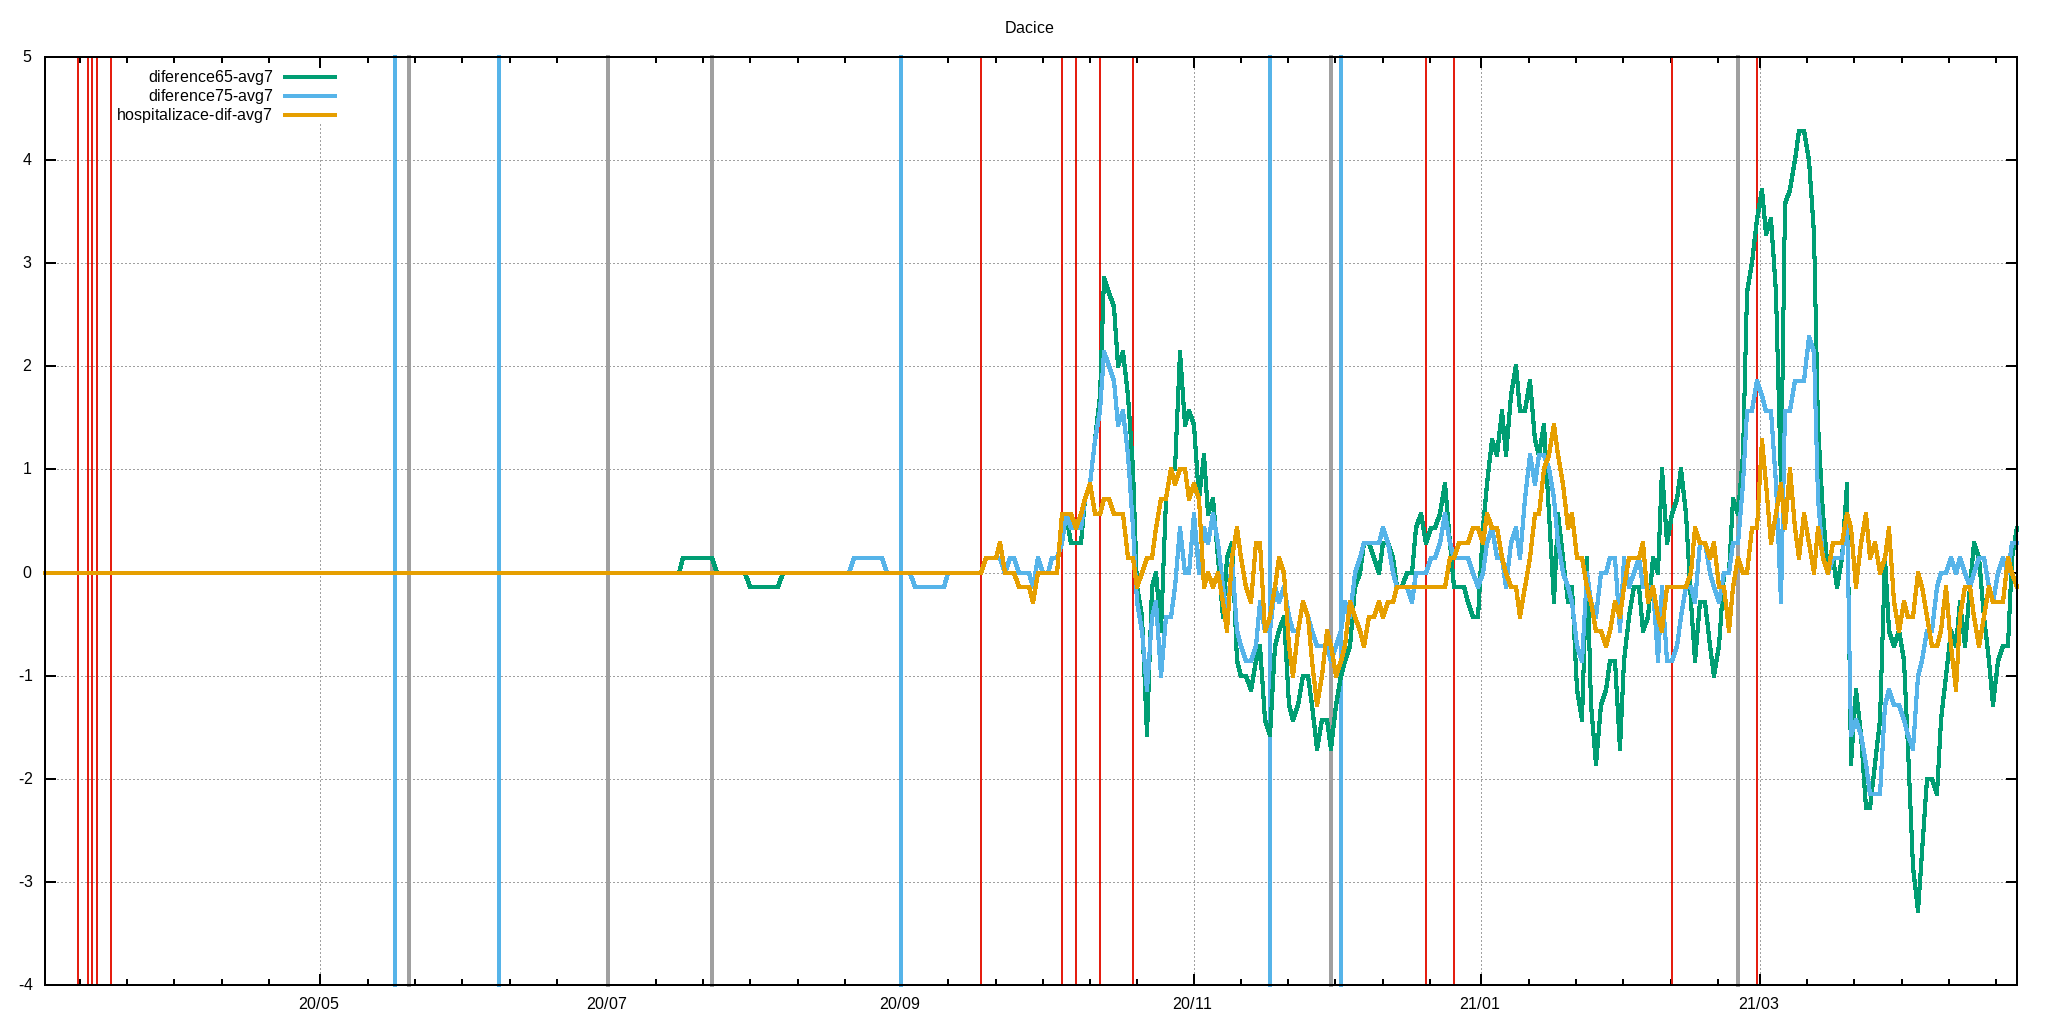 Dacice
5
diference65-avg7
diference75-avg7
hospitalizace-dif-avg7
4
3
2
1
0
-1
-2
-3
-4
20/05 20/07 20/09 20/11 21/01 21/03